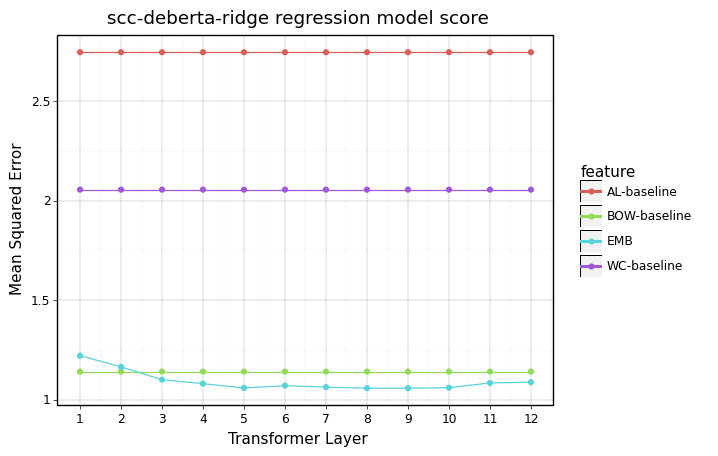 scc-deberta-ridge regression model score
Mean Squared Error
2.5
2
1.5
1
1 2 3 4 5 6 7 8 9 10 11 12
Transformer Layer
feature
AL-baseline
BOW-baseline
EMB
WC-baseline